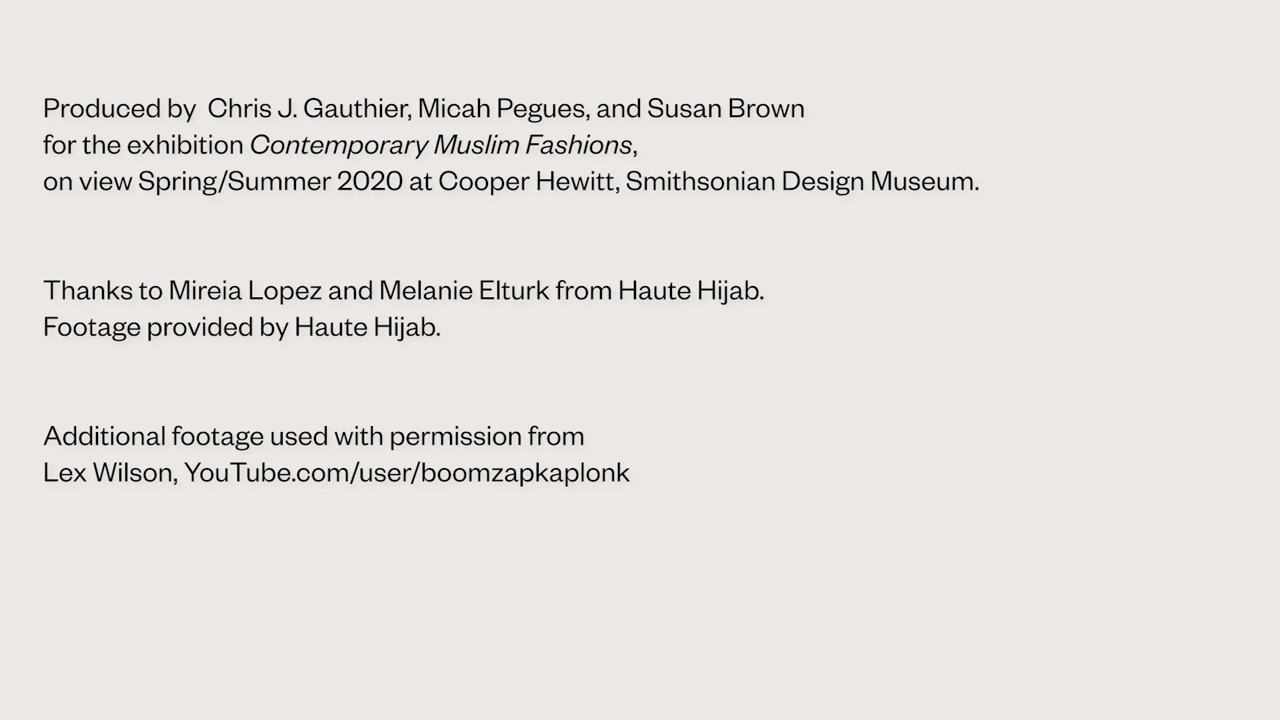 Produced by  Chris J. Gauthier, Micah Pegues, and Susan Brown
for the exhibition Contemporary Muslim Fashions,
on view Spring/Summer 2020 at Cooper Hewitt, Smithsonian Design Museum.
Thanks to Mireia Lopez and Melanie Elturk from Haute Hijab.
Footage provided by Haute Hijab.
Additional footage used with permission from
Lex Wilson, YouTube.com/user/boomzapkaplonk